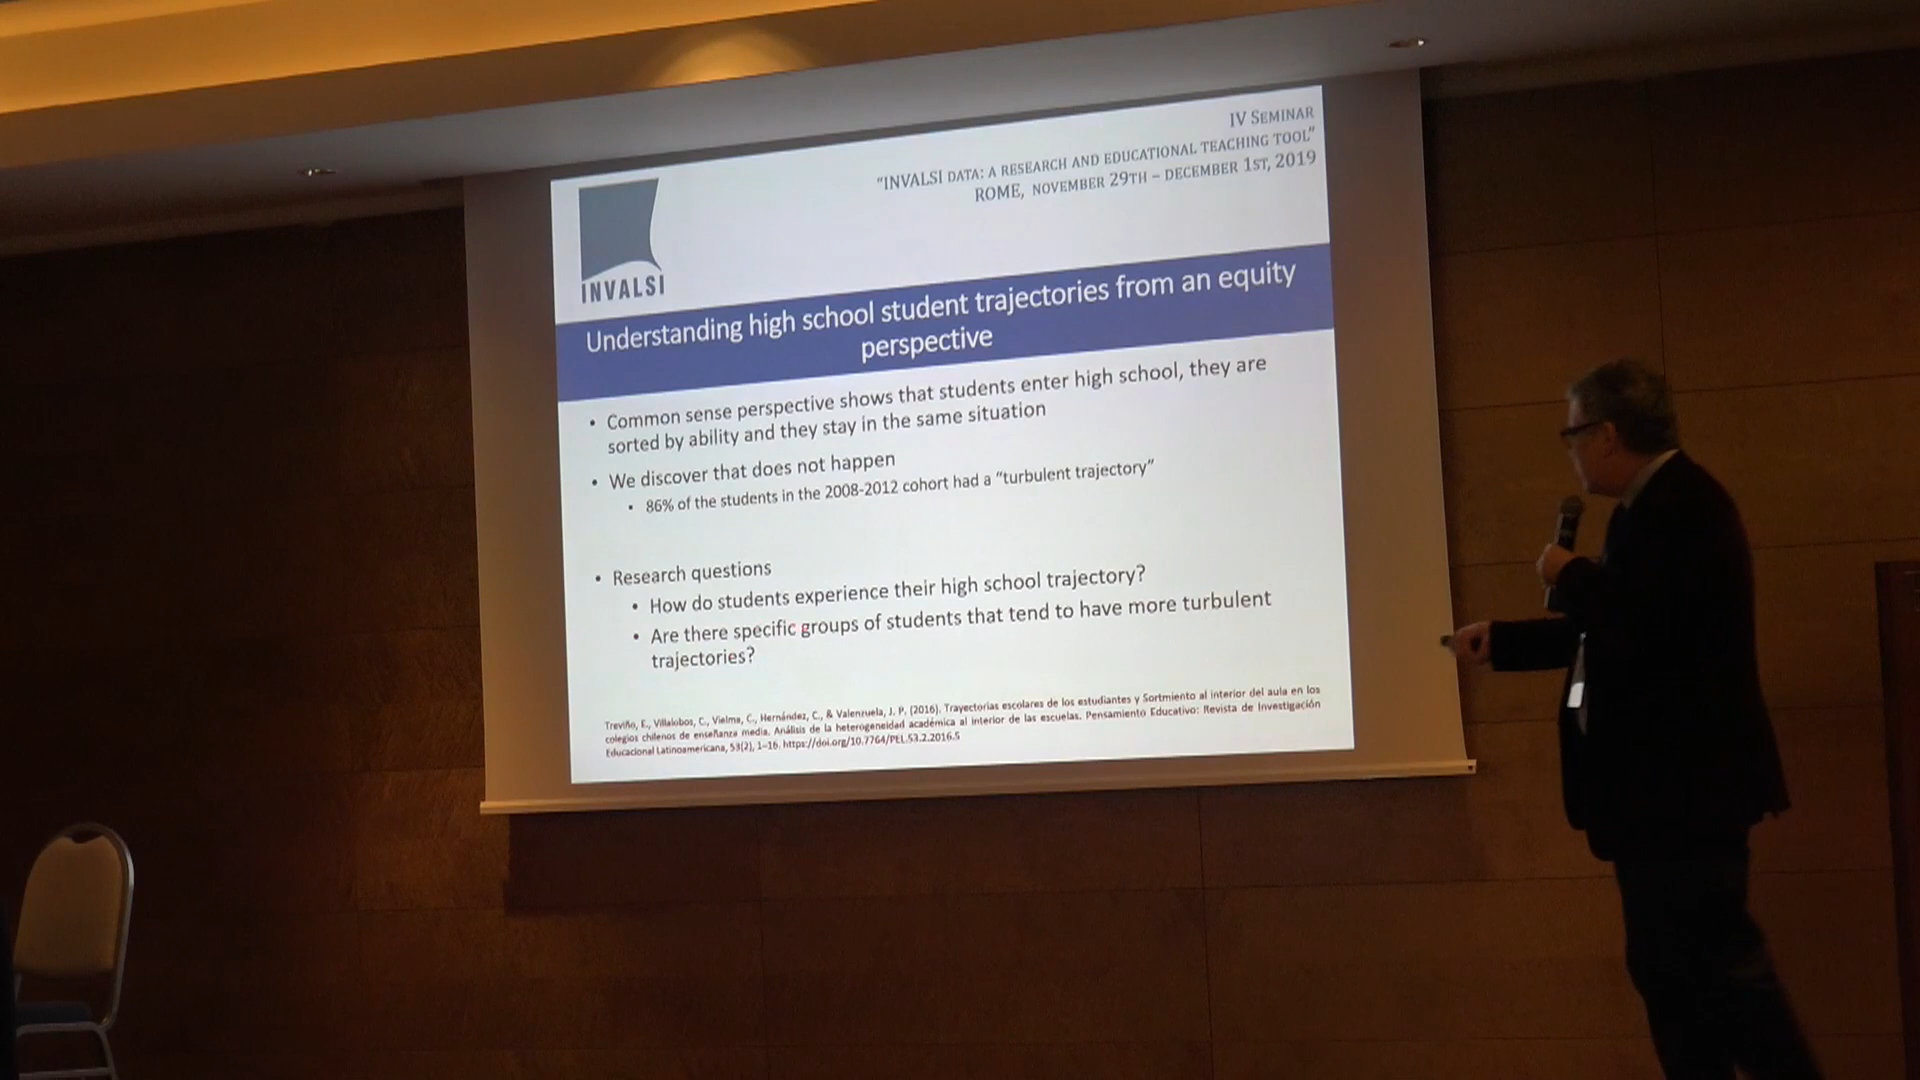 IV SEMINAR
"INVALSI DATA: A RESEARCH AND EDUCATIONAL TEACHING TOOL"
ROME, NOVEMBER 29TH – DECEMBER 1ST, 2019
INVALSI
Understanding high school student trajectories from an equity
perspective
• Common sense perspective shows that students enter high school, they are
sorted by ability and they stay in the same situation
• We discover that does not happen
• 86% of the students in the 2008-2012 cohort had a "turbulent trajectory"
• Research questions
• How do students experience their high school trajectory?
• Are there specific groups of students that tend to have more turbulent
trajectories?
Treviño, E., Villalobos, C., Vielma, C., Hernández, C., & Valenzuela, J. P. (2016). Trayectorias escolares de los estudiantes y Sortmiento al interior del aula en los
colegios chilenos de enseñanza media. Análisis de la heterogeneidad académica al interior de las escuelas. Pensamiento Educativo: Revista de Investigación
Educacional Latinoamericana, 53(2), 1–16. https://doi.org/10.7764/PEL.53.2.2016.5